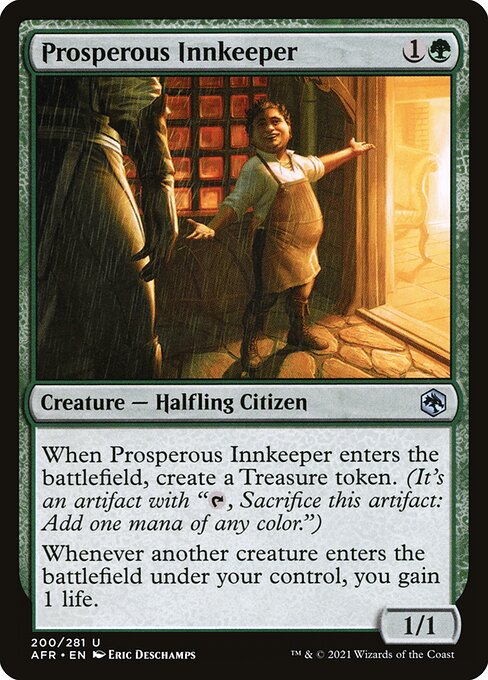 Prosperous Innkeeper 1
Creature — Halfling Citizen
When Prosperous Innkeeper enters the
battlefield, create a Treasure token. (It's
an artifact with “, Sacrifice this artifact:
Add one mana of any color.”)
Whenever another creature enters the
battlefield under your control, you gain
1 life.
1/1
200/281 U
AFR • EN Eric Deschamps
™ & © 2021 Wizards of the Coast